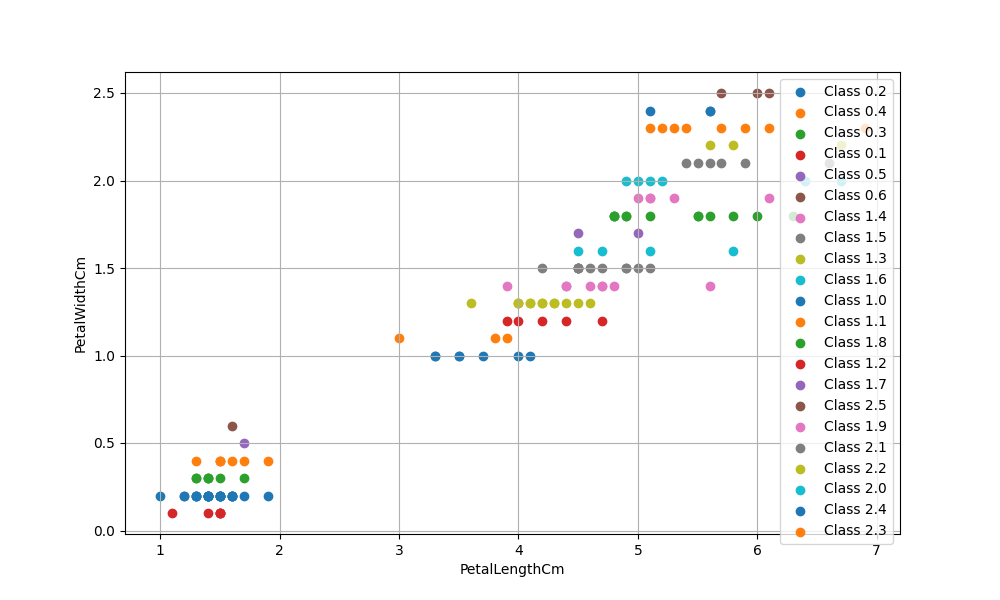 2.5
2.0
1.5
1.0
0.5
0.0
PetalWidthCm
1 2 3 4 5 6 7
PetalLengthCm
Class 0.2
Class 0.4
Class 0.3
Class 0.1
Class 0.5
Class 0.6
Class 1.4
Class 1.5
Class 1.3
Class 1.6
Class 1.0
Class 1.1
Class 1.8
Class 1.2
Class 1.7
Class 2.5
Class 1.9
Class 2.1
Class 2.2
Class 2.0
Class 2.4
Class 2.3